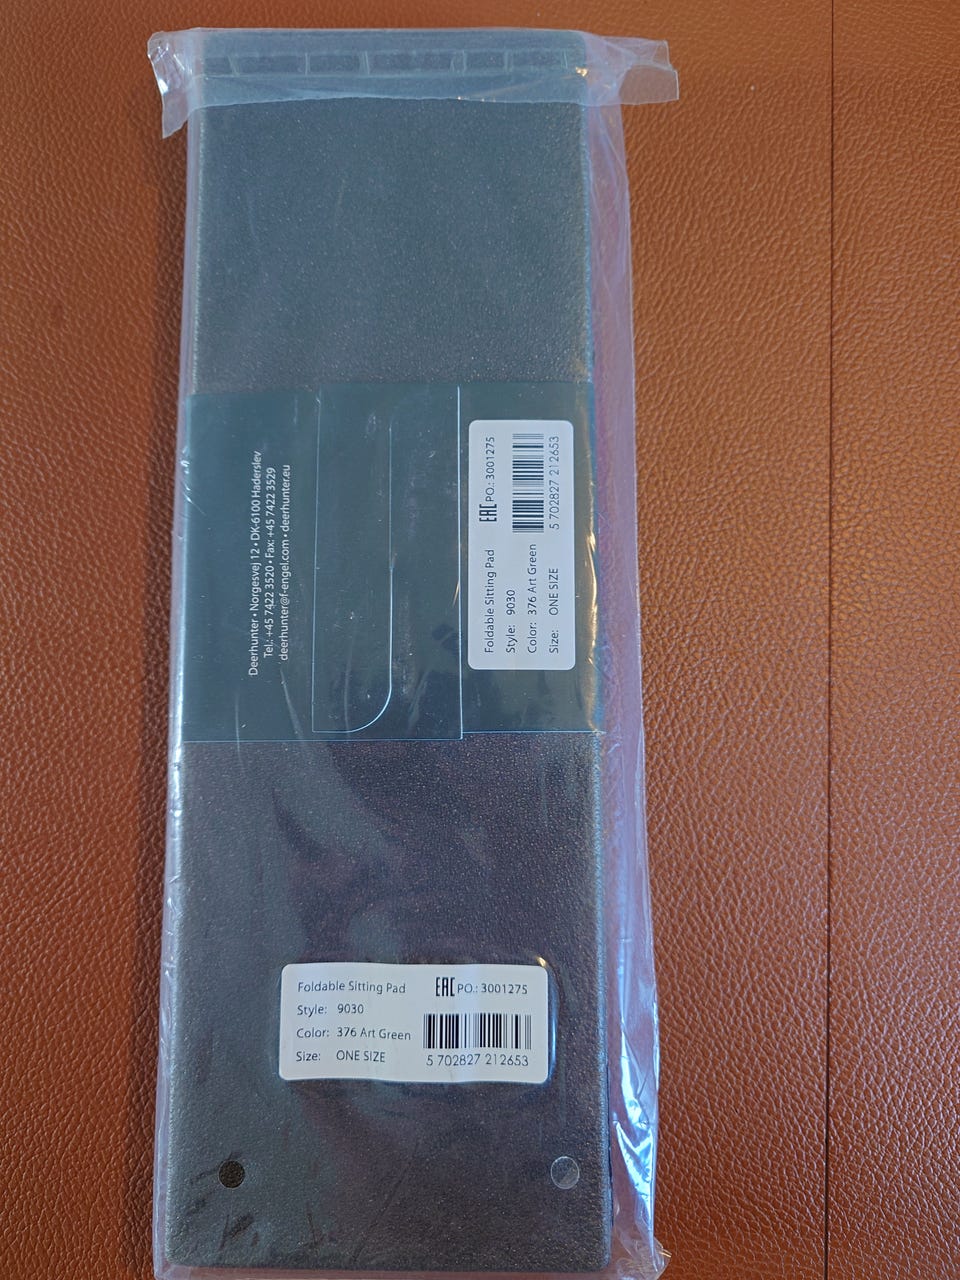 Deerhunter • Norgesvej 12 • DK-6100 Haderslev
Tel.: +45 7422 3520 • Fax: +45 7422 3529
deerhunter@f-engel.com • deerhunter.eu
Foldable Sitting Pad EAC PO.: 3001275
Style: 9030
Color: 376 Art Green
Size: ONE SIZE 5 702827 212653
Foldable Sitting Pad EAC PO.: 3001275
Style: 9030
Color: 376 Art Green
Size: ONE SIZE 5 702827 212653